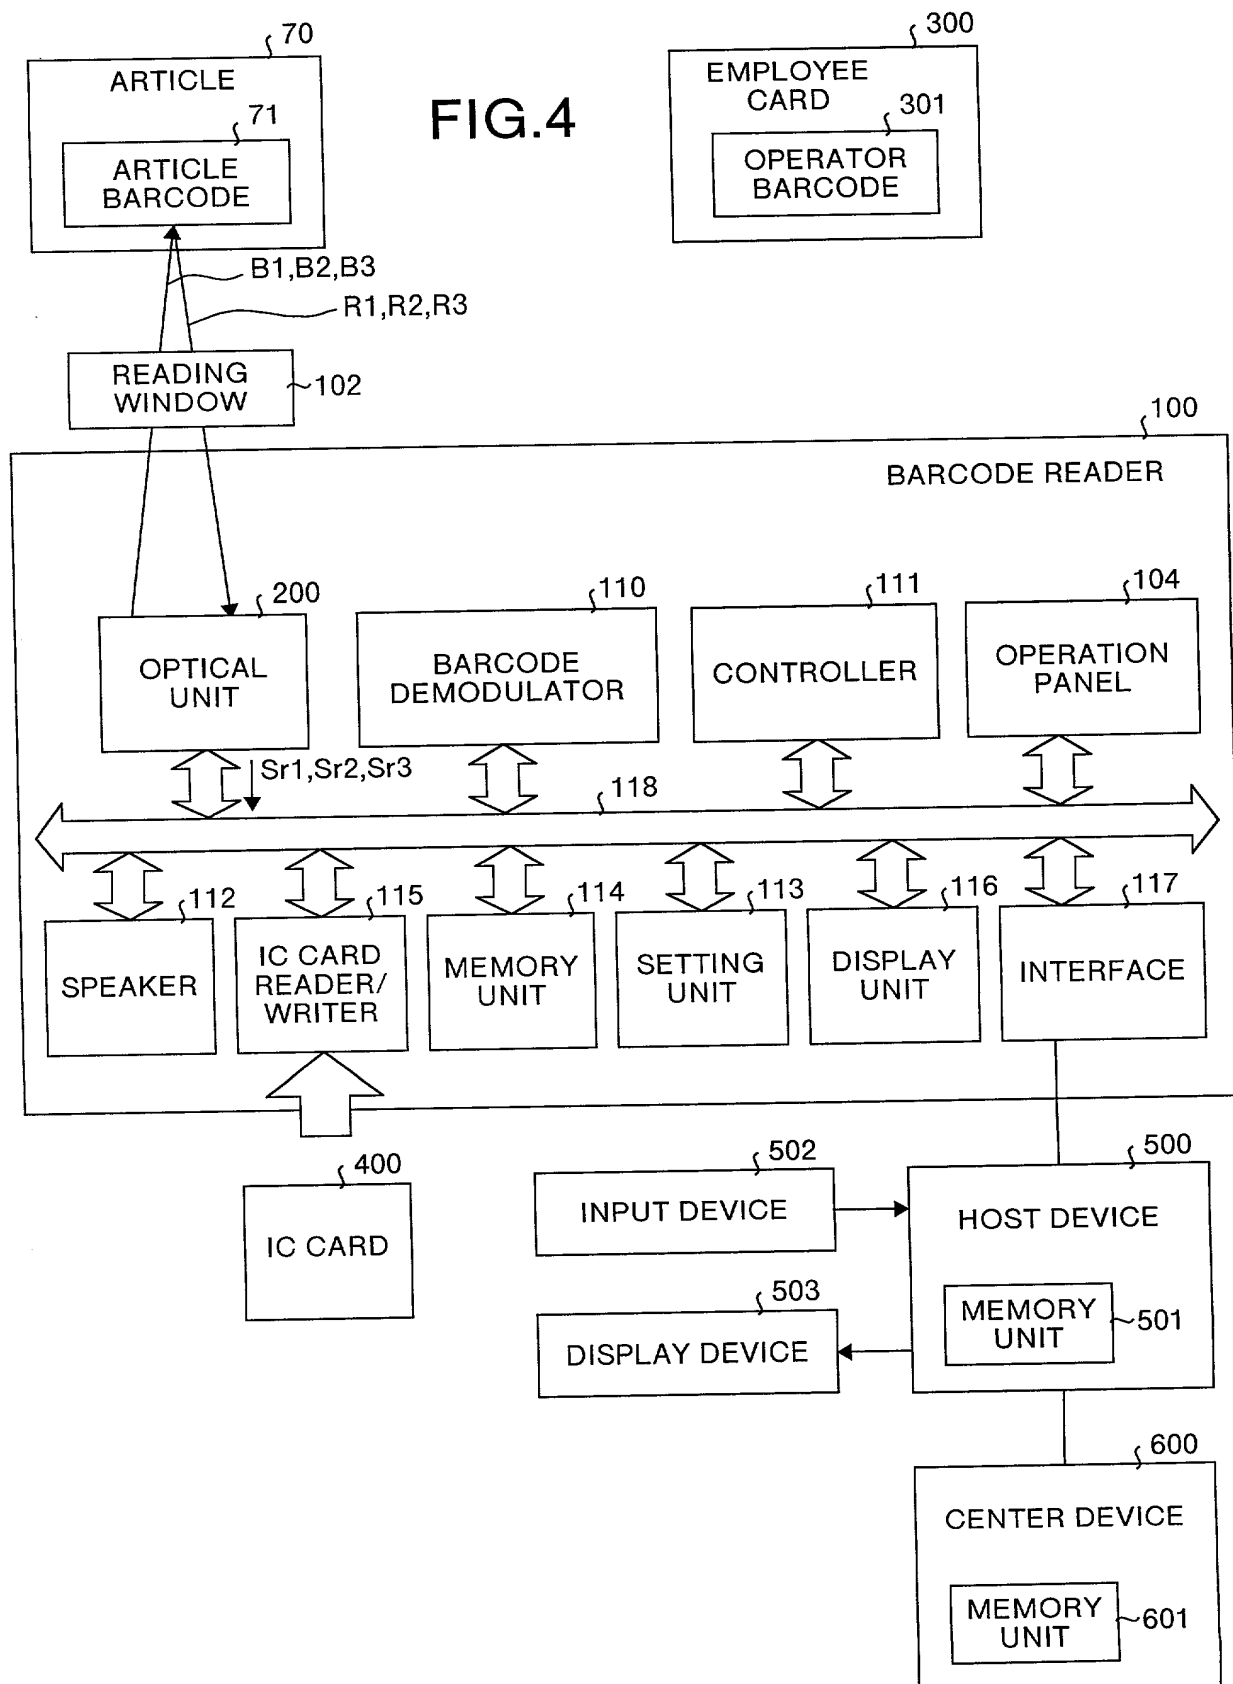 70
ARTICLE
71
ARTICLE
BARCODE
FIG.4
300
EMPLOYEE
CARD
301
OPERATOR
BARCODE
B1,B2,B3
R1,R2,R3
READING
WINDOW
102
100
BARCODE READER
200
OPTICAL
UNIT
110
BARCODE
DEMODULATOR
111
CONTROLLER
104
OPERATION
PANEL
Sr1,Sr2,Sr3
118
112
SPEAKER
115
IC CARD
READER/
WRITER
114
MEMORY
UNIT
113
SETTING
UNIT
116
DISPLAY
UNIT
117
INTERFACE
400
IC CARD
502
INPUT DEVICE
500
HOST DEVICE
503
DISPLAY DEVICE
MEMORY
UNIT
501
600
CENTER DEVICE
MEMORY
UNIT
601